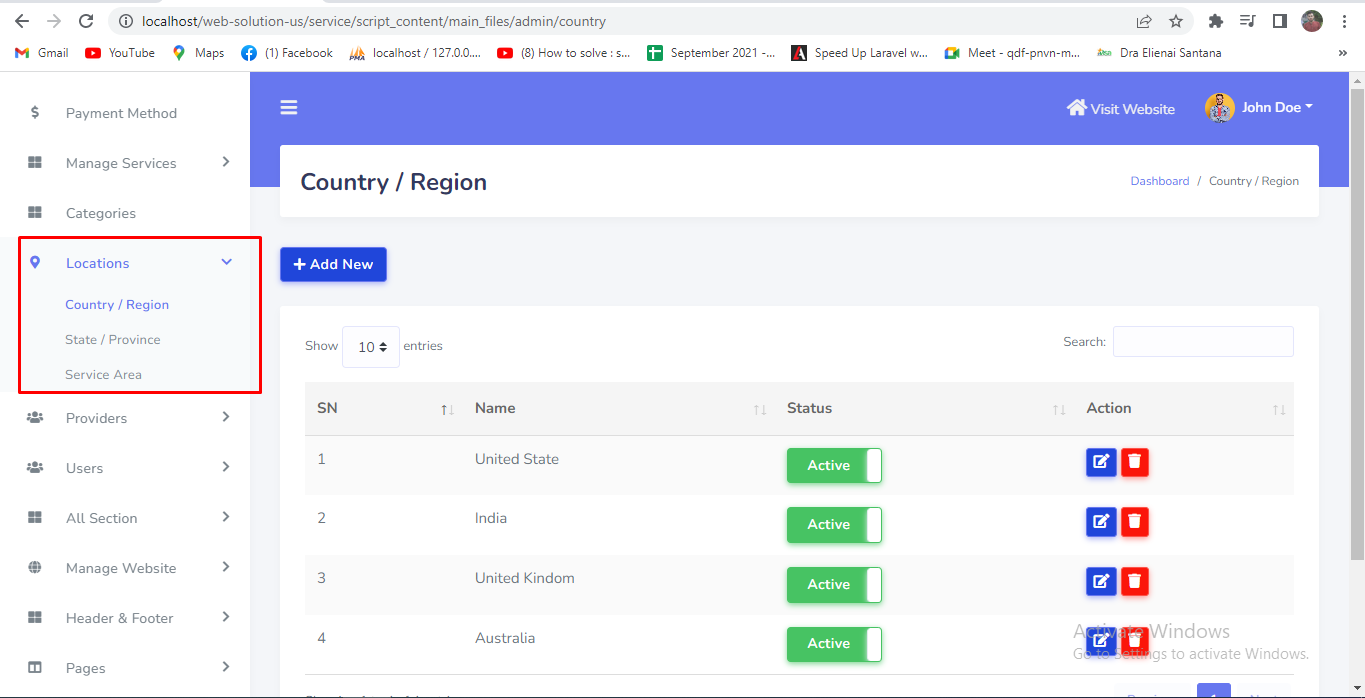 localhost/web-solution-us/service/script_content/main_files/admin/country
Gmail YouTube Maps (1) Facebook localhost / 127.0.0.... (8) How to solve : s... September 2021 -... Speed Up Laravel w... Meet - qdf-pvnn-m... Dra Elienai Santana »
Payment Method
Manage Services
Categories
Locations
Country / Region
State / Province
Service Area
Providers
Users
All Section
Manage Website
Header & Footer
Pages
Visit Website John Doe
Country / Region
Dashboard / Country / Region
+ Add New
Show 10 entries
Search:
SN Name Status Action
1 United State Active
2 India Active
3 United Kindom Active
4 Australia Active
Activate Windows
Go to Settings to activate Windows.